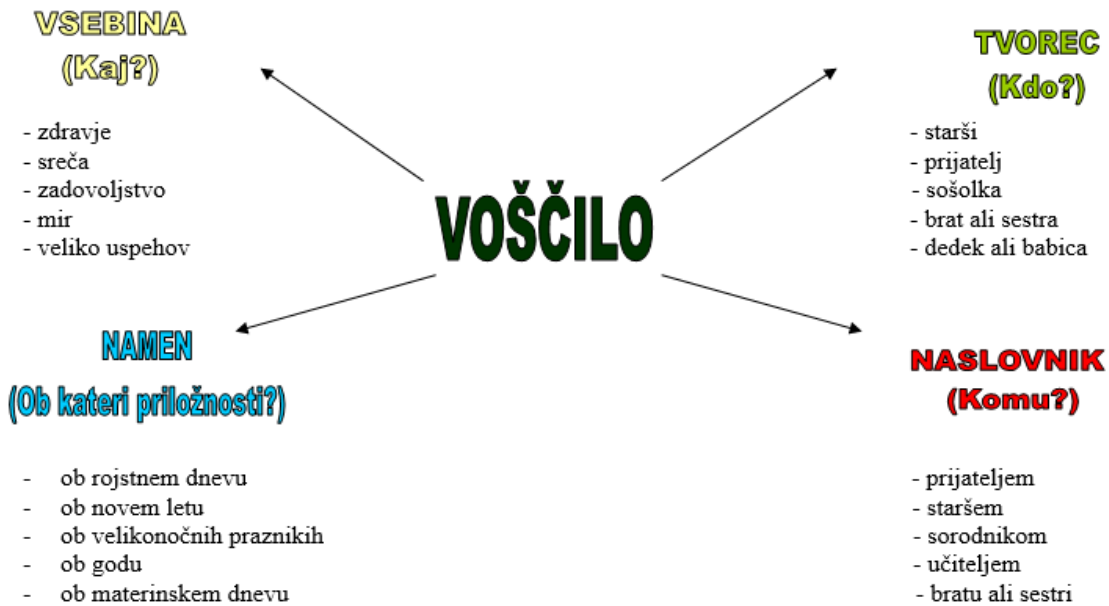 VSEBINA
(Kaj?)
- zdravje
- sreča
- zadovoljstvo
- mir
- veliko uspehov
TVOREC
(Kdo?)
- starši
- prijatelj
- sošolka
- brat ali sestra
- dedek ali babica
VOŠČILO
NAMEN
(Ob kateri priložnosti?)
- ob rojstnem dnevu
- ob novem letu
- ob velikonočnih praznikih
- ob godu
- ob materinskem dnevu
NASLOVNIK
(Komu?)
- prijateljem
- staršem
- sorodnikom
- učiteljem
- bratu ali sestri